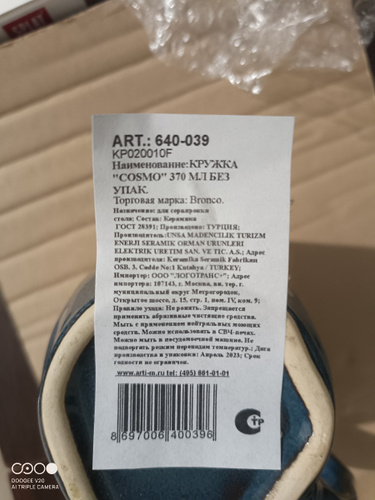 SPLAT
ART.: 640-039
KP020010F
Наименование: КРУЖКА
"COSMO" 370 МЛ БЕЗ
УПАК.
Торговая марка: Bronco.
Назначение: для сервировки
стола; Состав: Керамика
ГОСТ 28391; Произведено: ТУРЦИЯ;
Производитель: UNSA MADENCILIK TURIZM
ENERJI SERAMIK ORMAN URUNLERI
ELEKTRIK URETIM SAN. VE TIC. A.S.; Адрес
производителя: Keramika Seramik Fabrikası
OSB. 3. Cadde No:1 Kutahya / TURKEY;
Импортер: ООО "ЛОГОТРАНС+"; Адрес
импортера: 107143, г. Москва, вн. тер. г.
муниципальный округ Метрогородок,
Открытое шоссе, д. 15, стр. 1, пом. IV, ком. 9;
Правила ухода: Не ронять. Запрещается
применять абразивные чистящие средства.
Мыть с применением нейтральных моющих
средств. Можно использовать в СВЧ-печах.
Можно мыть в посудомоечной машине. Не
подвергать резким перепадам температур.; Дата
производства и упаковки: Апрель 2023; Срок
годности не ограничен.
www.arti-m.ru tel: (495) 601-01-01
8 697006 400396
СТР
DOOGEE V20
AI TRIPLE CAMERA